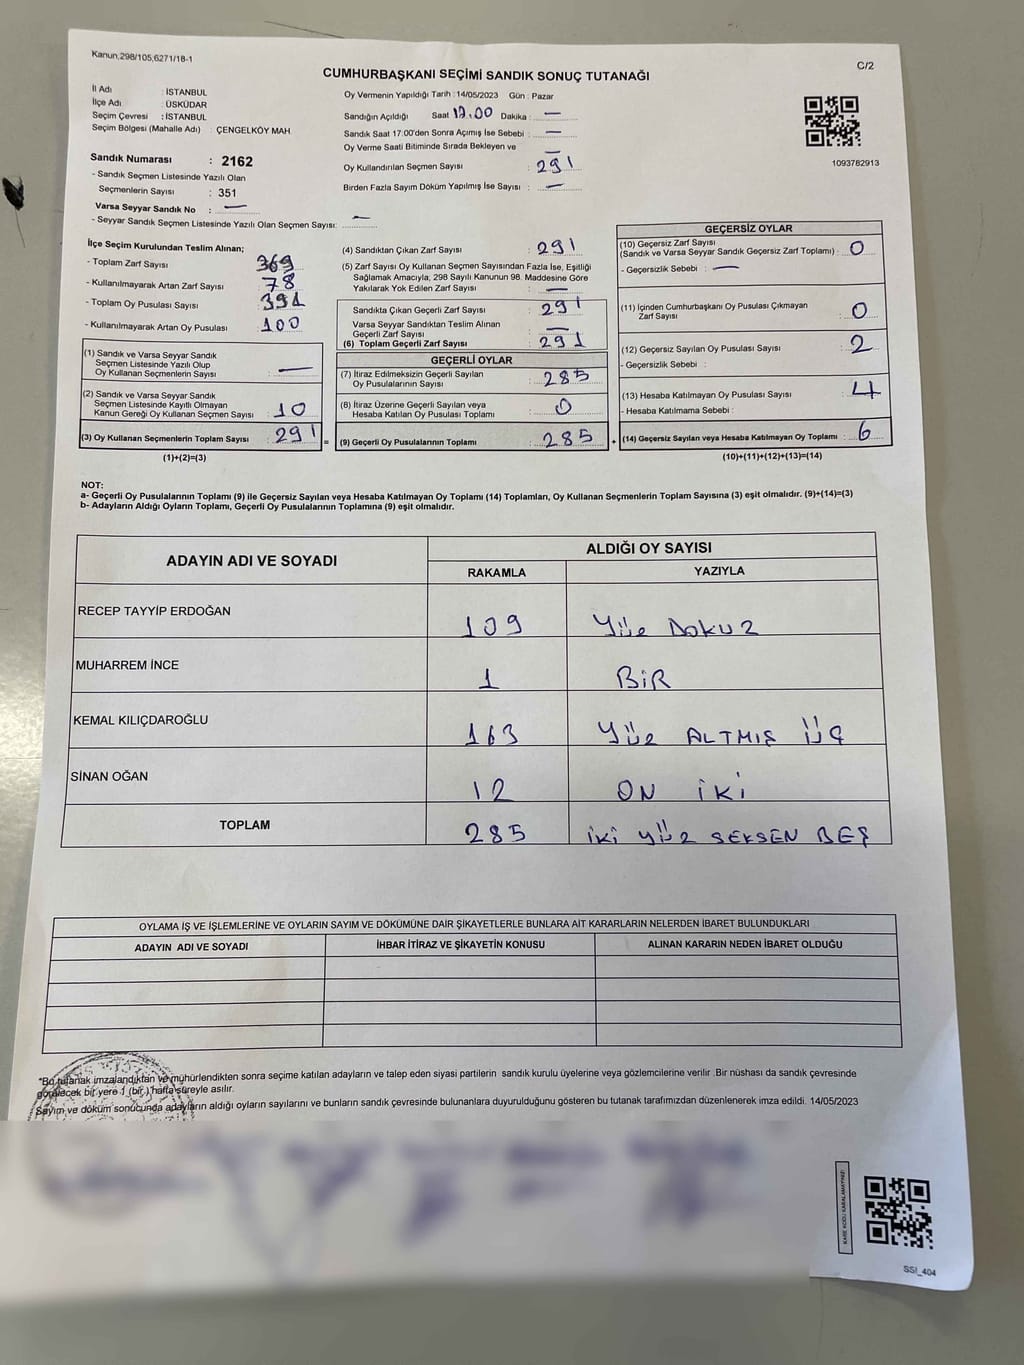 Kanun,298/105,6271/18-1
C/2
CUMHURBAŞKANI SEÇİMİ SANDIK SONUÇ TUTANAĞI
İl Adı : İSTANBUL
İlçe Adı : ÜSKÜDAR
Seçim Çevresi : İSTANBUL
Seçim Bölgesi (Mahalle Adı) : ÇENGELKÖY MAH.
Sandık Numarası : 2162
- Sandık Seçmen Listesinde Yazılı Olan
Seçmenlerin Sayısı : 351
Varsa Seyyar Sandık No : —
- Seyyar Sandık Seçmen Listesinde Yazılı Olan Seçmen Sayısı: —
Oy Vermenin Yapıldığı Tarih : 14/05/2023 Gün : Pazar
Sandığın Açıldığı Saat 17.00 Dakika : —
Sandık Saat 17:00'den Sonra Açılmış İse Sebebi : —
Oy Verme Saati Bitiminde Sırada Bekleyen ve
Oy Kullandırılan Seçmen Sayısı : — 291
Birden Fazla Sayım Döküm Yapılmış İse Sayısı : —
1093782913
İlçe Seçim Kurulundan Teslim Alınan;
- Toplam Zarf Sayısı : 369
- Kullanılmayarak Artan Zarf Sayısı : 78
- Toplam Oy Pusulası Sayısı : 391
- Kullanılmayarak Artan Oy Pusulası : 100
(1) Sandık ve Varsa Seyyar Sandık
Seçmen Listesinde Yazılı Olup
Oy Kullanan Seçmenlerin Sayısı : —
(2) Sandık ve Varsa Seyyar Sandık
Seçmen Listesinde Kayıtlı Olmayan
Kanun Gereği Oy Kullanan Seçmen Sayısı : 10
(3) Oy Kullanan Seçmenlerin Toplam Sayısı : 291 =
(1)+(2)=(3)
(4) Sandıktan Çıkan Zarf Sayısı : 291
(5) Zarf Sayısı Oy Kullanan Seçmen Sayısından Fazla İse, Eşitliği
Sağlamak Amacıyla, 298 Sayılı Kanunun 98. Maddesine Göre
Yakılarak Yok Edilen Zarf Sayısı : —
Sandıkta Çıkan Geçerli Zarf Sayısı : 291
Varsa Seyyar Sandıktan Teslim Alınan
Geçerli Zarf Sayısı : —
(6) Toplam Geçerli Zarf Sayısı : 291
GEÇERLİ OYLAR
(7) İtiraz Edilmeksizin Geçerli Sayılan
Oy Pusulalarının Sayısı : 285
(8) İtiraz Üzerine Geçerli Sayılan veya
Hesaba Katılan Oy Pusulası Toplamı : 0
(9) Geçerli Oy Pusulalarının Toplamı : 285 +
GEÇERSİZ OYLAR
(10) Geçersiz Zarf Sayısı
(Sandık ve Varsa Seyyar Sandık Geçersiz Zarf Toplamı) : 0
- Geçersizlik Sebebi : —
(11) İçinden Cumhurbaşkanı Oy Pusulası Çıkmayan
Zarf Sayısı : 0
(12) Geçersiz Sayılan Oy Pusulası Sayısı : 2
- Geçersizlik Sebebi :
(13) Hesaba Katılmayan Oy Pusulası Sayısı : 4
- Hesaba Katılmama Sebebi :
(14) Geçersiz Sayılan veya Hesaba Katılmayan Oy Toplamı : 6
(10)+(11)+(12)+(13)=(14)
NOT:
a- Geçerli Oy Pusulalarının Toplamı (9) ile Geçersiz Sayılan veya Hesaba Katılmayan Oy Toplamı (14) Toplamları, Oy Kullanan Seçmenlerin Toplam Sayısına (3) eşit olmalıdır. (9)+(14)=(3)
b- Adayların Aldığı Oyların Toplamı, Geçerli Oy Pusulalarının Toplamına (9) eşit olmalıdır.
ADAYIN ADI VE SOYADI
ALDIĞI OY SAYISI
RAKAMLA YAZIYLA
RECEP TAYYİP ERDOĞAN 109 Yüz DOKUZ
MUHARREM İNCE 1 BİR
KEMAL KILIÇDAROĞLU 163 Yüz ALTMIŞ ÜÇ
SİNAN OĞAN 12 ON iKi
TOPLAM 285 iKi yüz SEKSEN BEŞ
OYLAMA İŞ VE İŞLEMLERİNE VE OYLARIN SAYIM VE DÖKÜMÜNE DAİR ŞİKAYETLERLE BUNLARA AİT KARARLARIN NELERDEN İBARET BULUNDUKLARI
ADAYIN ADI VE SOYADI İHBAR İTİRAZ VE ŞİKAYETİN KONUSU ALINAN KARARIN NEDEN İBARET OLDUĞU
*Bu tutanak imzalandıktan ve mühürlendikten sonra seçime katılan adayların ve talep eden siyasi partilerin sandık kurulu üyelerine veya gözlemcilerine verilir .Bir nüshası da sandık çevresinde
görülecek bir yere 1 (bir ) hafta süreyle asılır.
Sayım ve döküm sonucunda adayların aldığı oyların sayılarını ve bunların sandık çevresinde bulunanlara duyurulduğunu gösteren bu tutanak tarafımızdan düzenlenerek imza edildi. 14/05/2023
KARE KODU KARALAMAYINIZ!
SSI_404